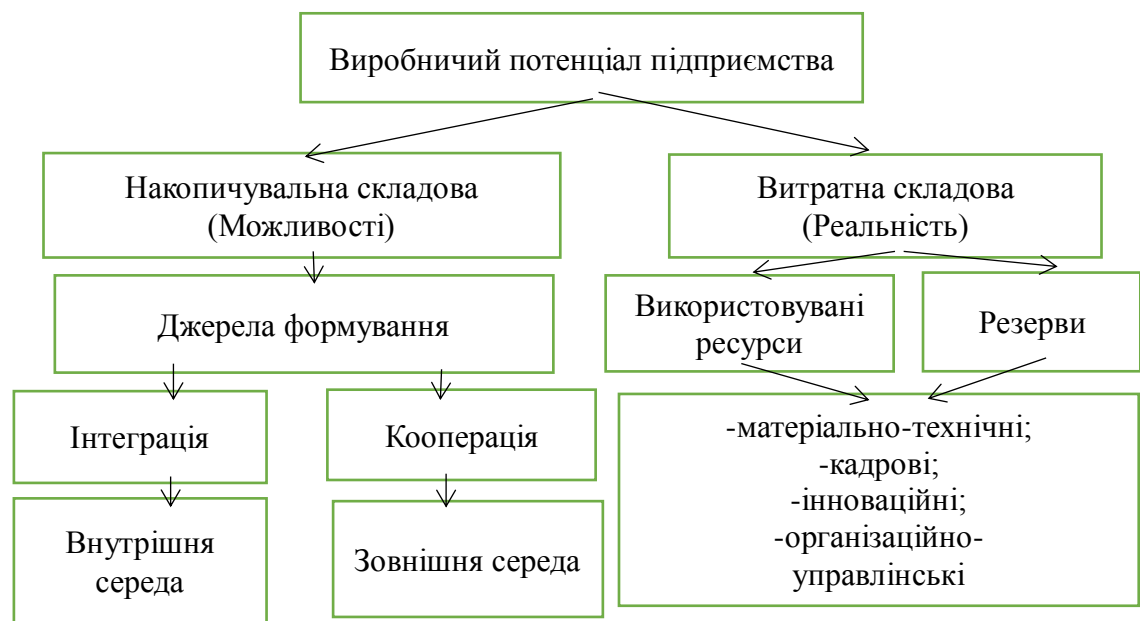 Виробничий потенціал підприємства
Накопичувальна складова
(Можливості)
Витратна складова
(Реальність)
Джерела формування
Використовувані
ресурси
Резерви
Інтеграція
Кооперація
-матеріально-технічні;
-кадрові;
-інноваційні;
-організаційно-
управлінські
Внутрішня
середа
Зовнішня середа